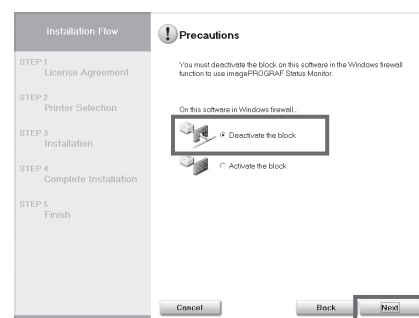 Installation Flow
STEP 1
License Agreement
STEP 2
Printer Selection
STEP 3
Installation
STEP 4
Complete Installation
STEP 5
Finish
! Precautions
You must deactivate the block on this software in the Windows firewall
function to use imagePROGRAF Status Monitor.
On this software in Windows firewall...
Deactivate the block
Activate the block
Cancel
Back
Next